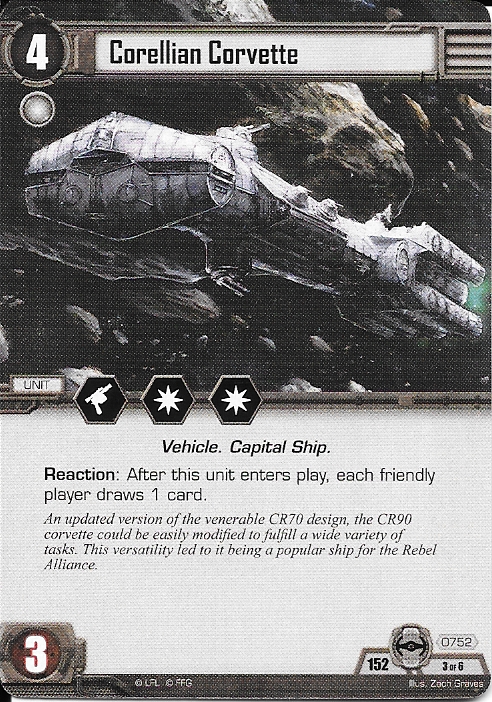 4
Corellian Corvette
UNIT
Vehicle. Capital Ship.
Reaction: After this unit enters play, each friendly
player draws 1 card.
An updated version of the venerable CR70 design, the CR90
corvette could be easily modified to fulfill a wide variety of
tasks. This versatility led to it being a popular ship for the Rebel
Alliance.
3
© LFL © FFG
152
0752
3 of 6
Illus. Zach Graves